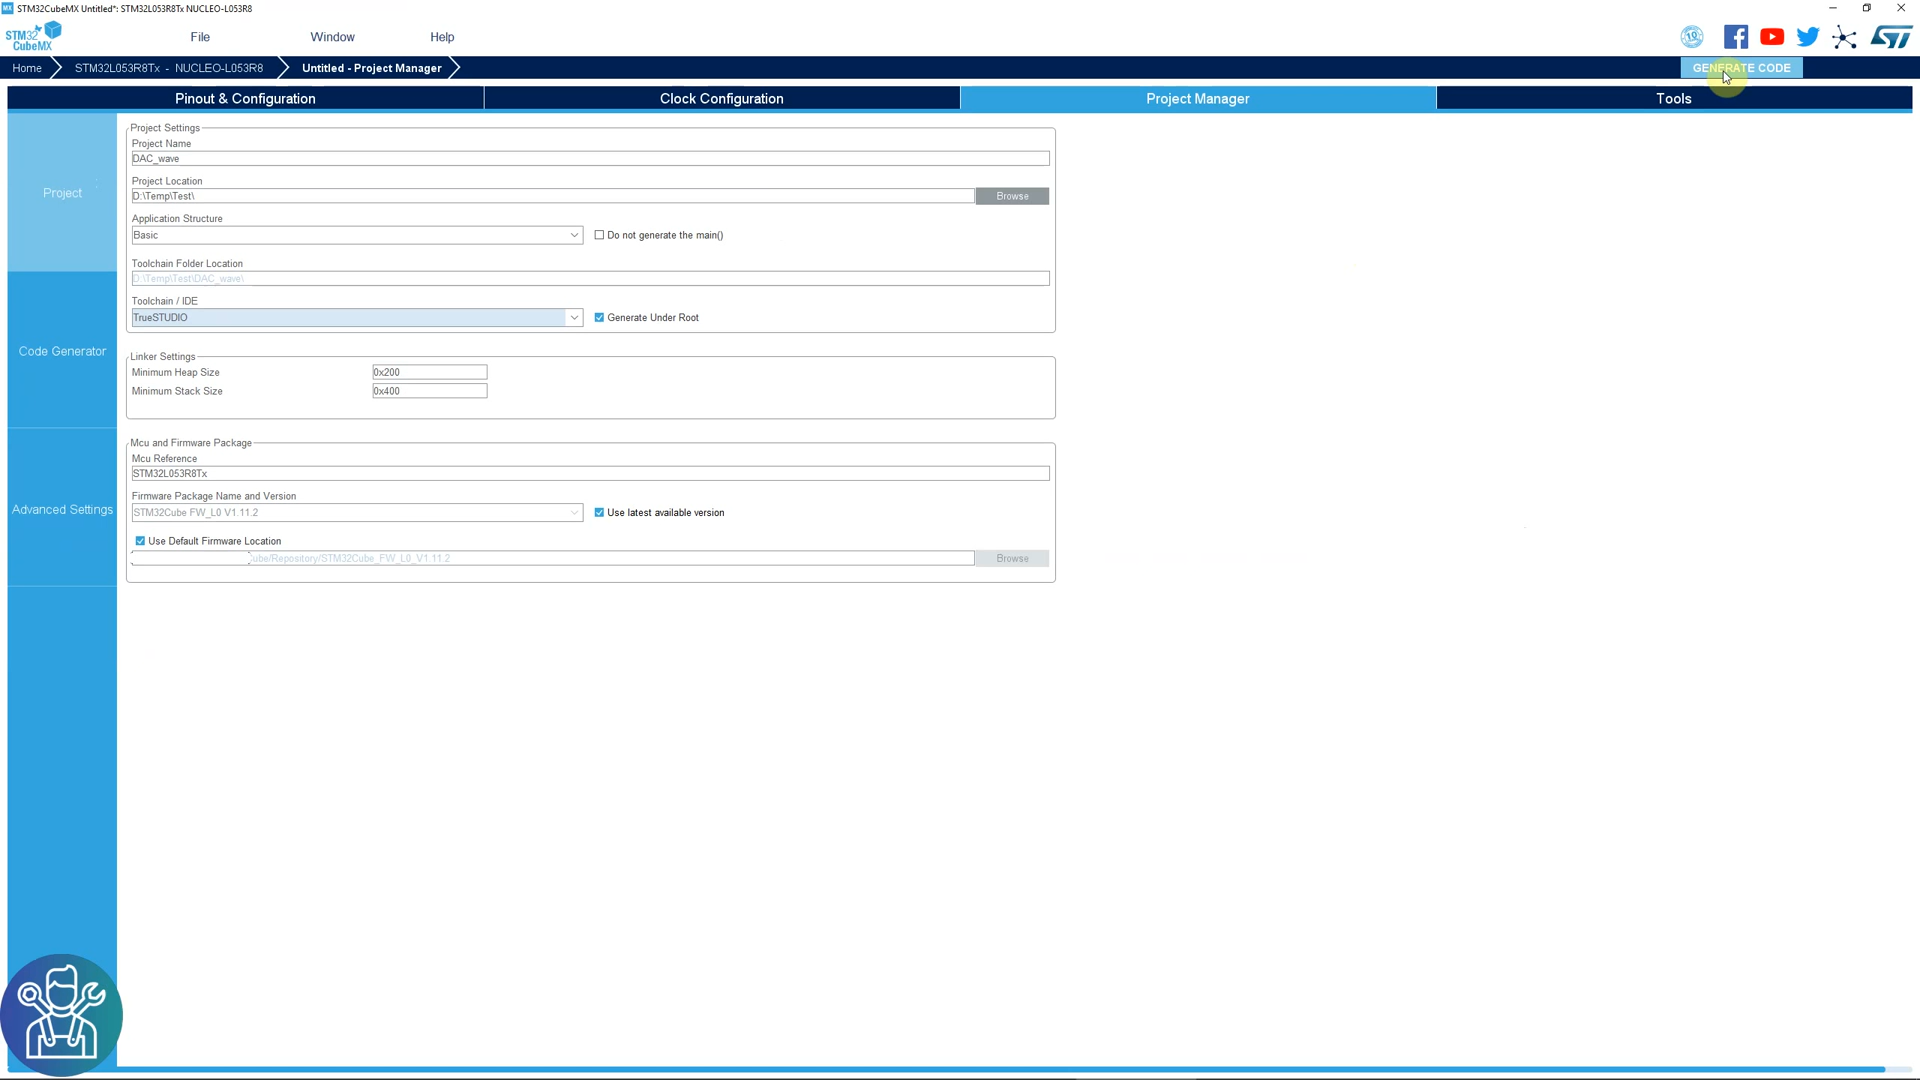 STM32CubeMX Untitled*: STM32L053R8Tx NUCLEO-L053R8
STM32
CubeMX
File
Window
Help
10
Home
STM32L053R8Tx - NUCLEO-L053R8
Untitled - Project Manager
GENERATE CODE
Pinout & Configuration
Clock Configuration
Project Manager
Tools
Project
Code Generator
Advanced Settings
Project Settings
Project Name
DAC_wave
Project Location
D:\Temp\Test\
Browse
Application Structure
Basic
Do not generate the main()
Toolchain Folder Location
D:\Temp\Test\DAC_wave\
Toolchain / IDE
TrueSTUDIO
Generate Under Root
Linker Settings
Minimum Heap Size
0x200
Minimum Stack Size
0x400
Mcu and Firmware Package
Mcu Reference
STM32L053R8Tx
Firmware Package Name and Version
STM32Cube FW_L0 V1.11.2
Use latest available version
Use Default Firmware Location
ube/Repository/STM32Cube_FW_L0_V1.11.2
Browse